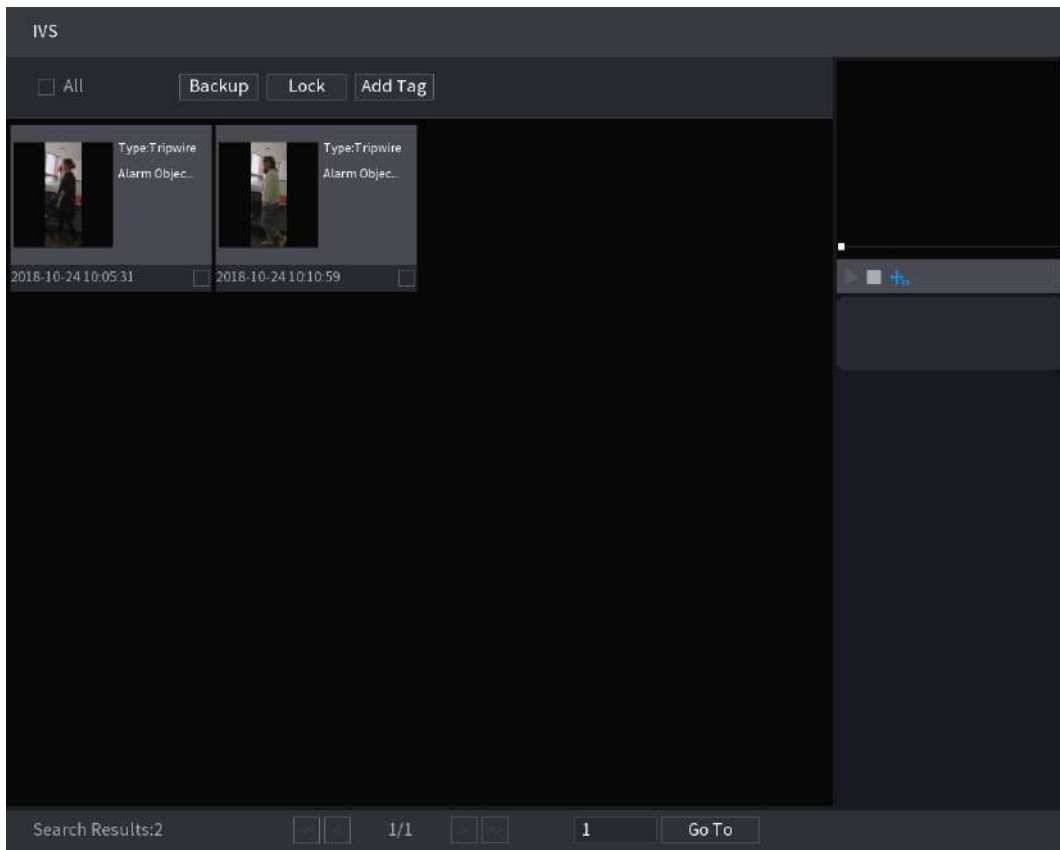 IVS
All
Backup
Lock
Add Tag
Type:Tripwire
Alarm Objec...
2018-10-24 10:05:31
Type:Tripwire
Alarm Objec...
2018-10-24 10:10:59
Search Results:2
1/1
1
Go To